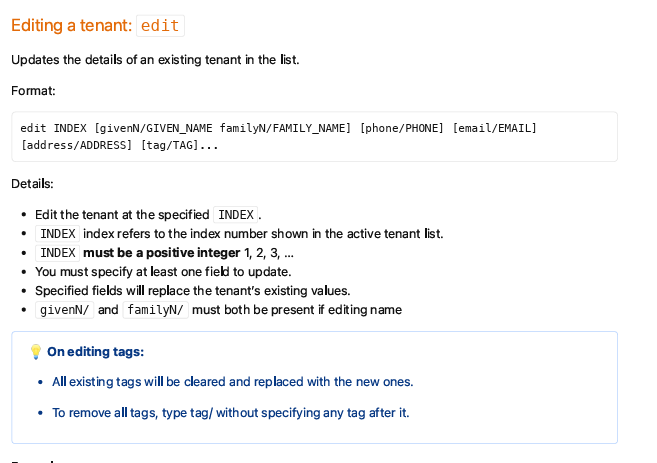 Editing a tenant: edit
Updates the details of an existing tenant in the list.
Format:
edit INDEX [givenN/GIVEN_NAME familyN/FAMILY_NAME] [phone/PHONE] [email/EMAIL]
[address/ADDRESS] [tag/TAG]...
Details:
• Edit the tenant at the specified INDEX.
• INDEX index refers to the index number shown in the active tenant list.
• INDEX must be a positive integer 1, 2, 3, …
• You must specify at least one field to update.
• Specified fields will replace the tenant’s existing values.
• givenN/ and familyN/ must both be present if editing name
💡 On editing tags:
• All existing tags will be cleared and replaced with the new ones.
• To remove all tags, type tag/ without specifying any tag after it.